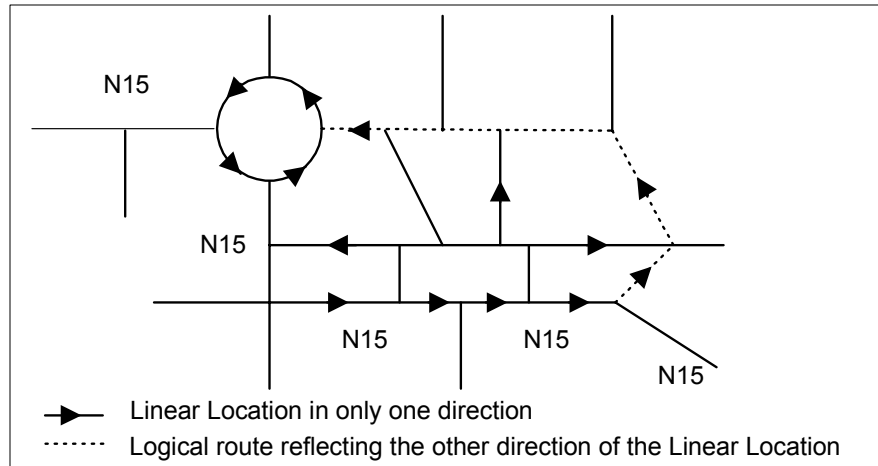 N15
N15
N15
N15
N15
Linear Location in only one direction
Logical route reflecting the other direction of the Linear Location